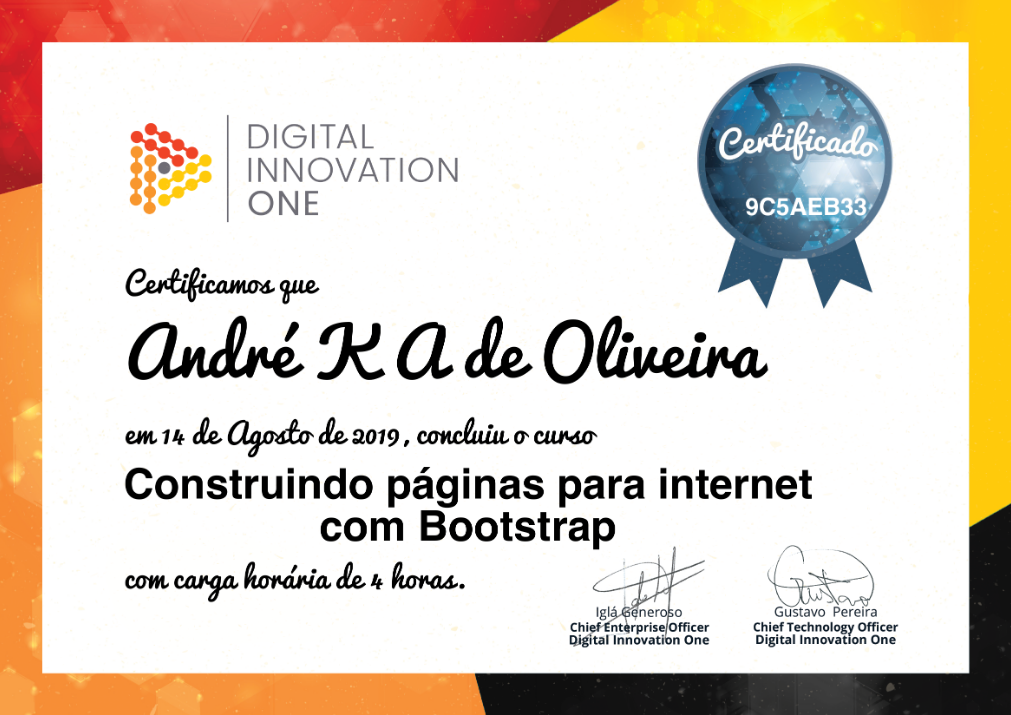 DIGITAL
INNOVATION
ONE
Certificado
9C5AEB33
Certificamos que
André K A de Oliveira
em 14 de Agosto de 2019, concluiu o curso
Construindo páginas para internet
com Bootstrap
com carga horária de 4 horas.
Iglá Generoso
Chief Enterprise Officer
Digital Innovation One
Gustavo Pereira
Chief Technology Officer
Digital Innovation One